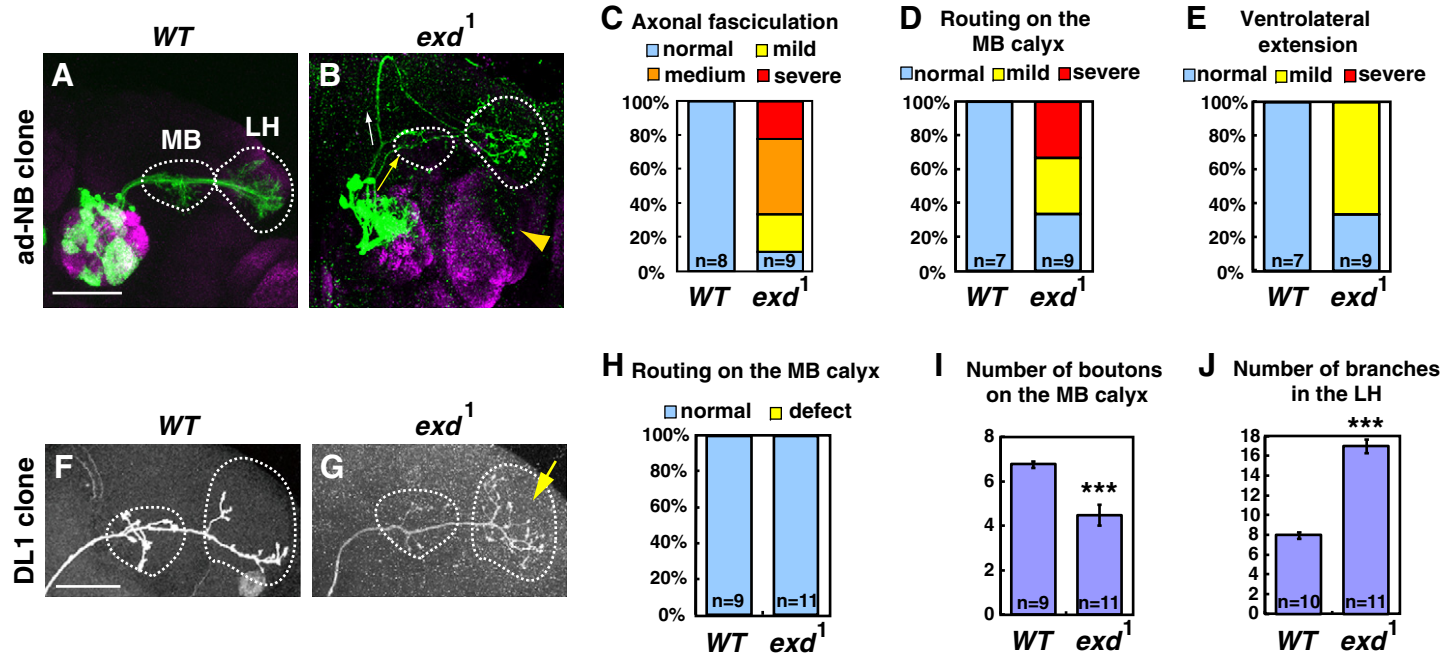 WT
exd1
ad-NB clone
A
MB
LH
B
C Axonal fasciculation
normal mild
medium severe
100%
80%
60%
40%
20%
0%
n=8
n=9
WT
exd1
D Routing on the
MB calyx
normal mild severe
100%
80%
60%
40%
20%
0%
n=7
n=9
WT
exd1
E Ventrolateral
extension
normal mild severe
100%
80%
60%
40%
20%
0%
n=7
n=9
WT
exd1
WT
exd1
DL1 clone
F
G
H Routing on the MB calyx
normal defect
100%
80%
60%
40%
20%
0%
n=9
n=11
WT
exd1
I Number of boutons
on the MB calyx
8
6
4
2
0
***
n=9
n=11
WT
exd1
J Number of branches
in the LH
***
18
16
14
12
10
8
6
4
2
0
n=10
n=11
WT
exd1